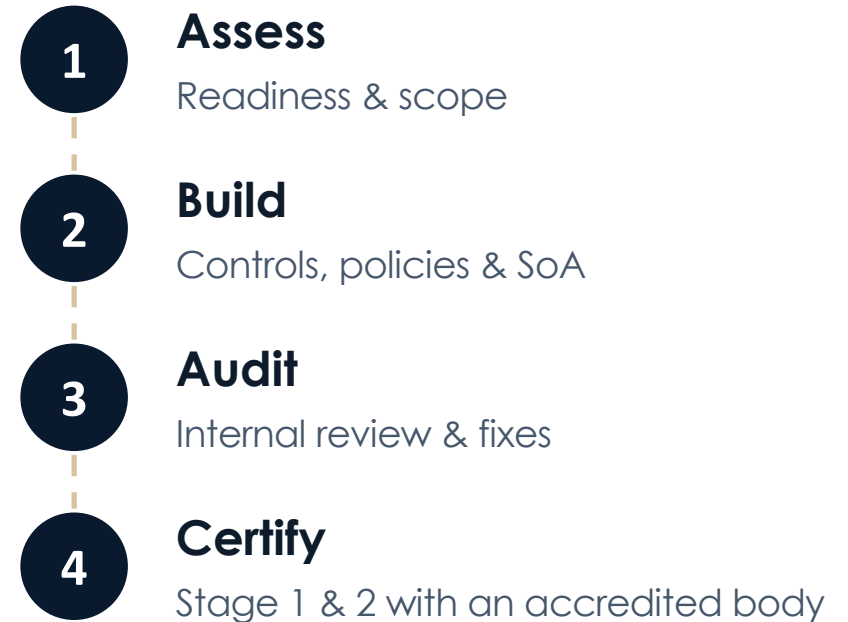 1
Assess
Readiness & scope
2
Build
Controls, policies & SoA
3
Audit
Internal review & fixes
4
Certify
Stage 1 & 2 with an accredited body